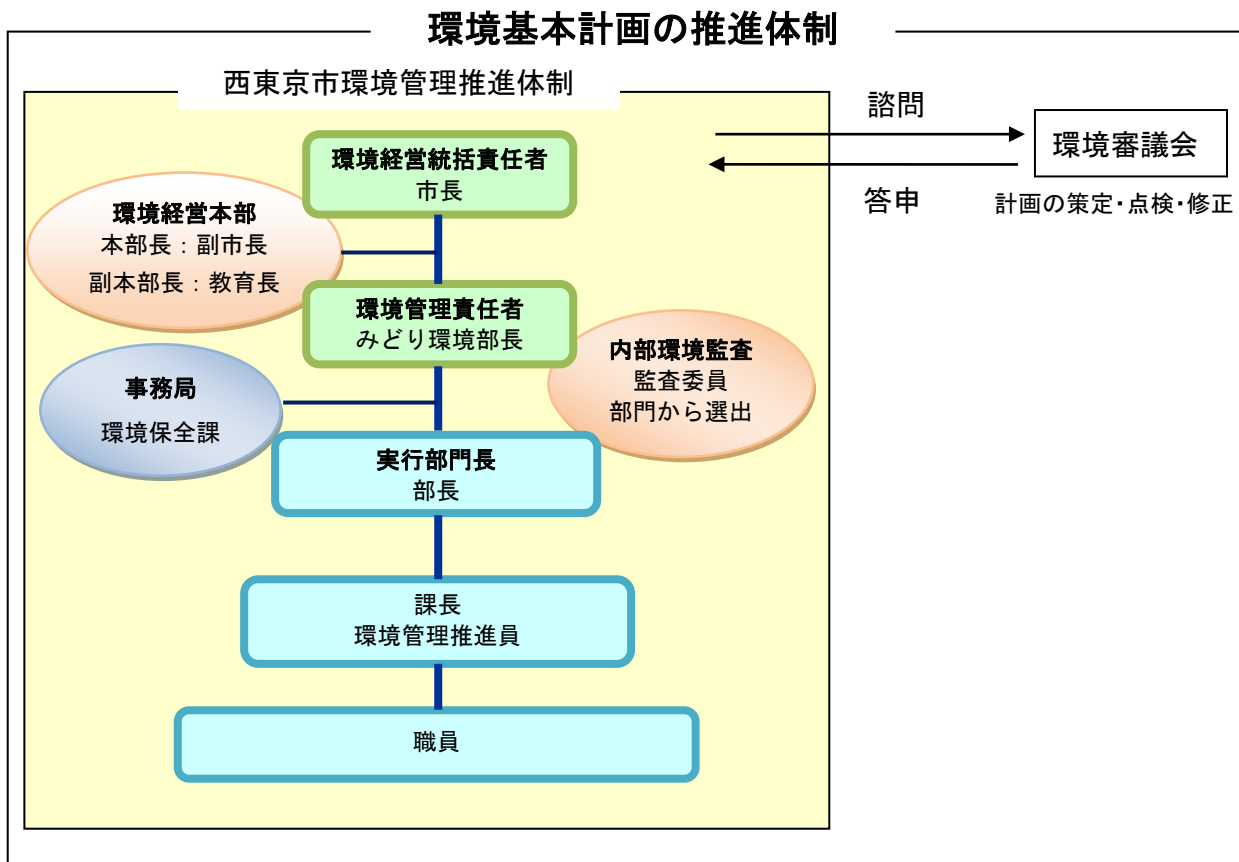 環境基本計画の推進体制
西東京市環境管理推進体制
環境経営統括責任者
市長
環境経営本部
本部長：副市長
副本部長：教育長
環境管理責任者
みどり環境部長
内部環境監査
監査委員
部門から選出
事務局
環境保全課
実行部門長
部長
課長
環境管理推進員
職員
諮問
答申
環境審議会
計画の策定・点検・修正